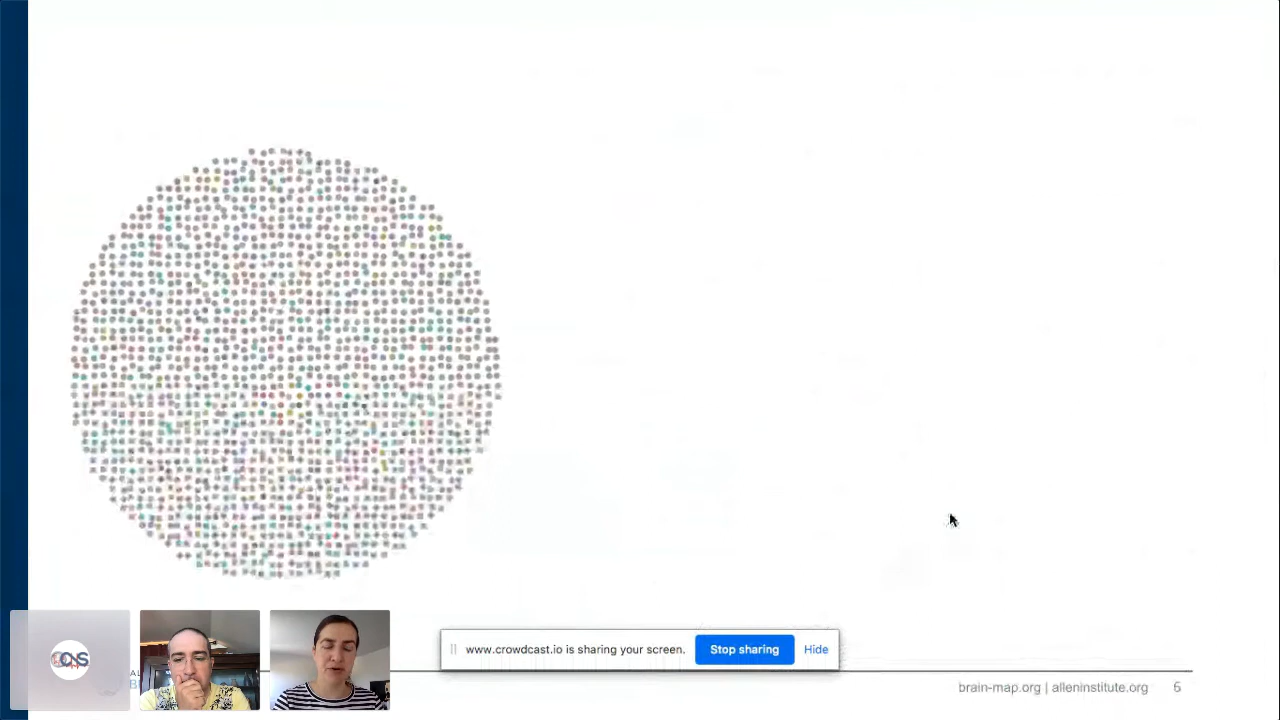 www.crowdcast.io is sharing your screen. Stop sharing Hide
brain-map.org | alleninstitute.org 6